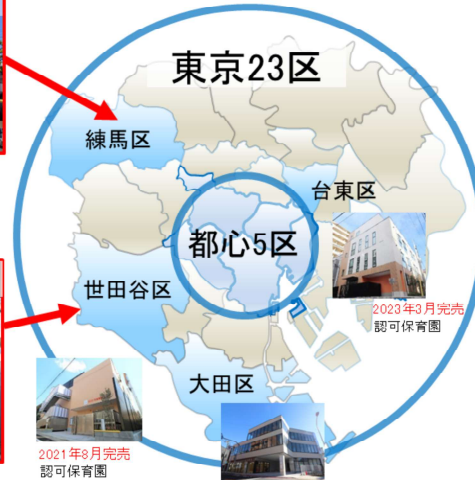 東京23区
練馬区
台東区
都心5区
世田谷区
2023年3月完売
認可保育園
大田区
2021年8月完売
認可保育園